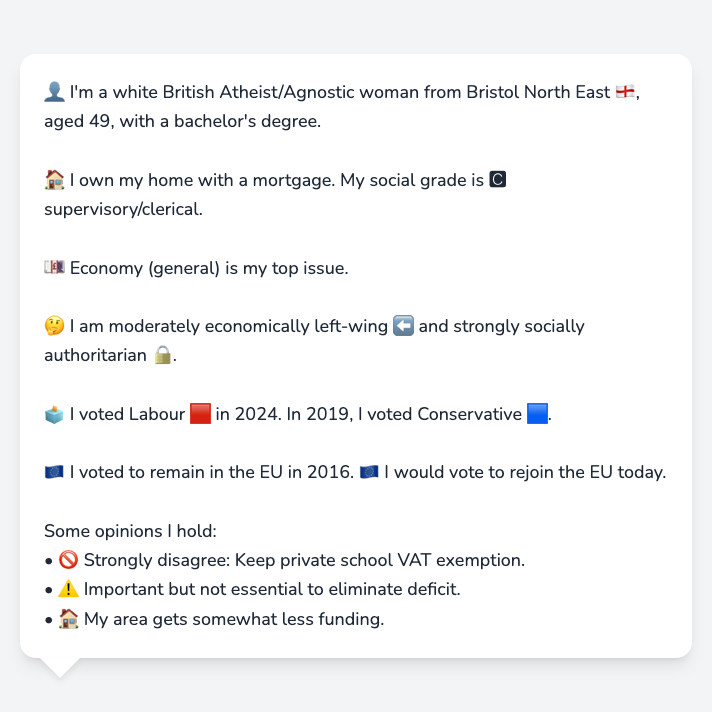 👤 I'm a white British Atheist/Agnostic woman from Bristol North East 🏴󠁧󠁢󠁥󠁮󠁧󠁿,
aged 49, with a bachelor's degree.
🏠 I own my home with a mortgage. My social grade is C
supervisory/clerical.
💷 Economy (general) is my top issue.
🤔 I am moderately economically left-wing ⬅️ and strongly socially
authoritarian 🔒.
🗳️ I voted Labour 🟥 in 2024. In 2019, I voted Conservative 🟦.
🇪🇺 I voted to remain in the EU in 2016. 🇪🇺 I would vote to rejoin the EU today.
Some opinions I hold:
• 🚫 Strongly disagree: Keep private school VAT exemption.
• ⚠️ Important but not essential to eliminate deficit.
• 🏠 My area gets somewhat less funding.